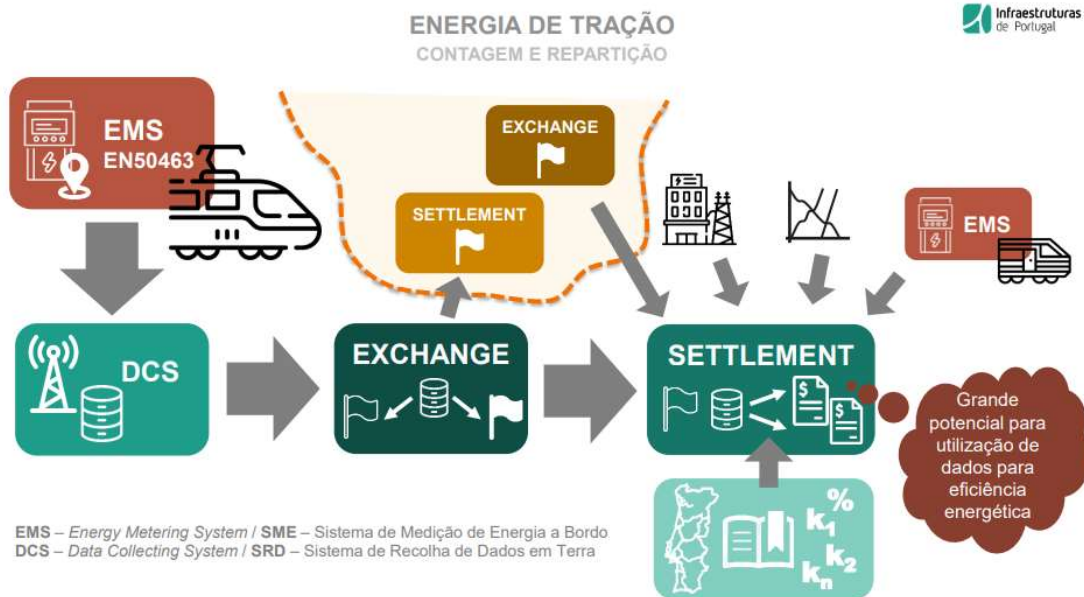 ENERGIA DE TRAÇÃO
CONTAGEM E REPARTIÇÃO
Infraestruturas
de Portugal
EMS
EN50463
EXCHANGE
SETTLEMENT
EMS
DCS
EXCHANGE
SETTLEMENT
$
$
Grande
potencial para
utilização de
dados para
eficiência
energética
%
k1
k2
kn
EMS – Energy Metering System / SME – Sistema de Medição de Energia a Bordo
DCS – Data Collecting System / SRD – Sistema de Recolha de Dados em Terra